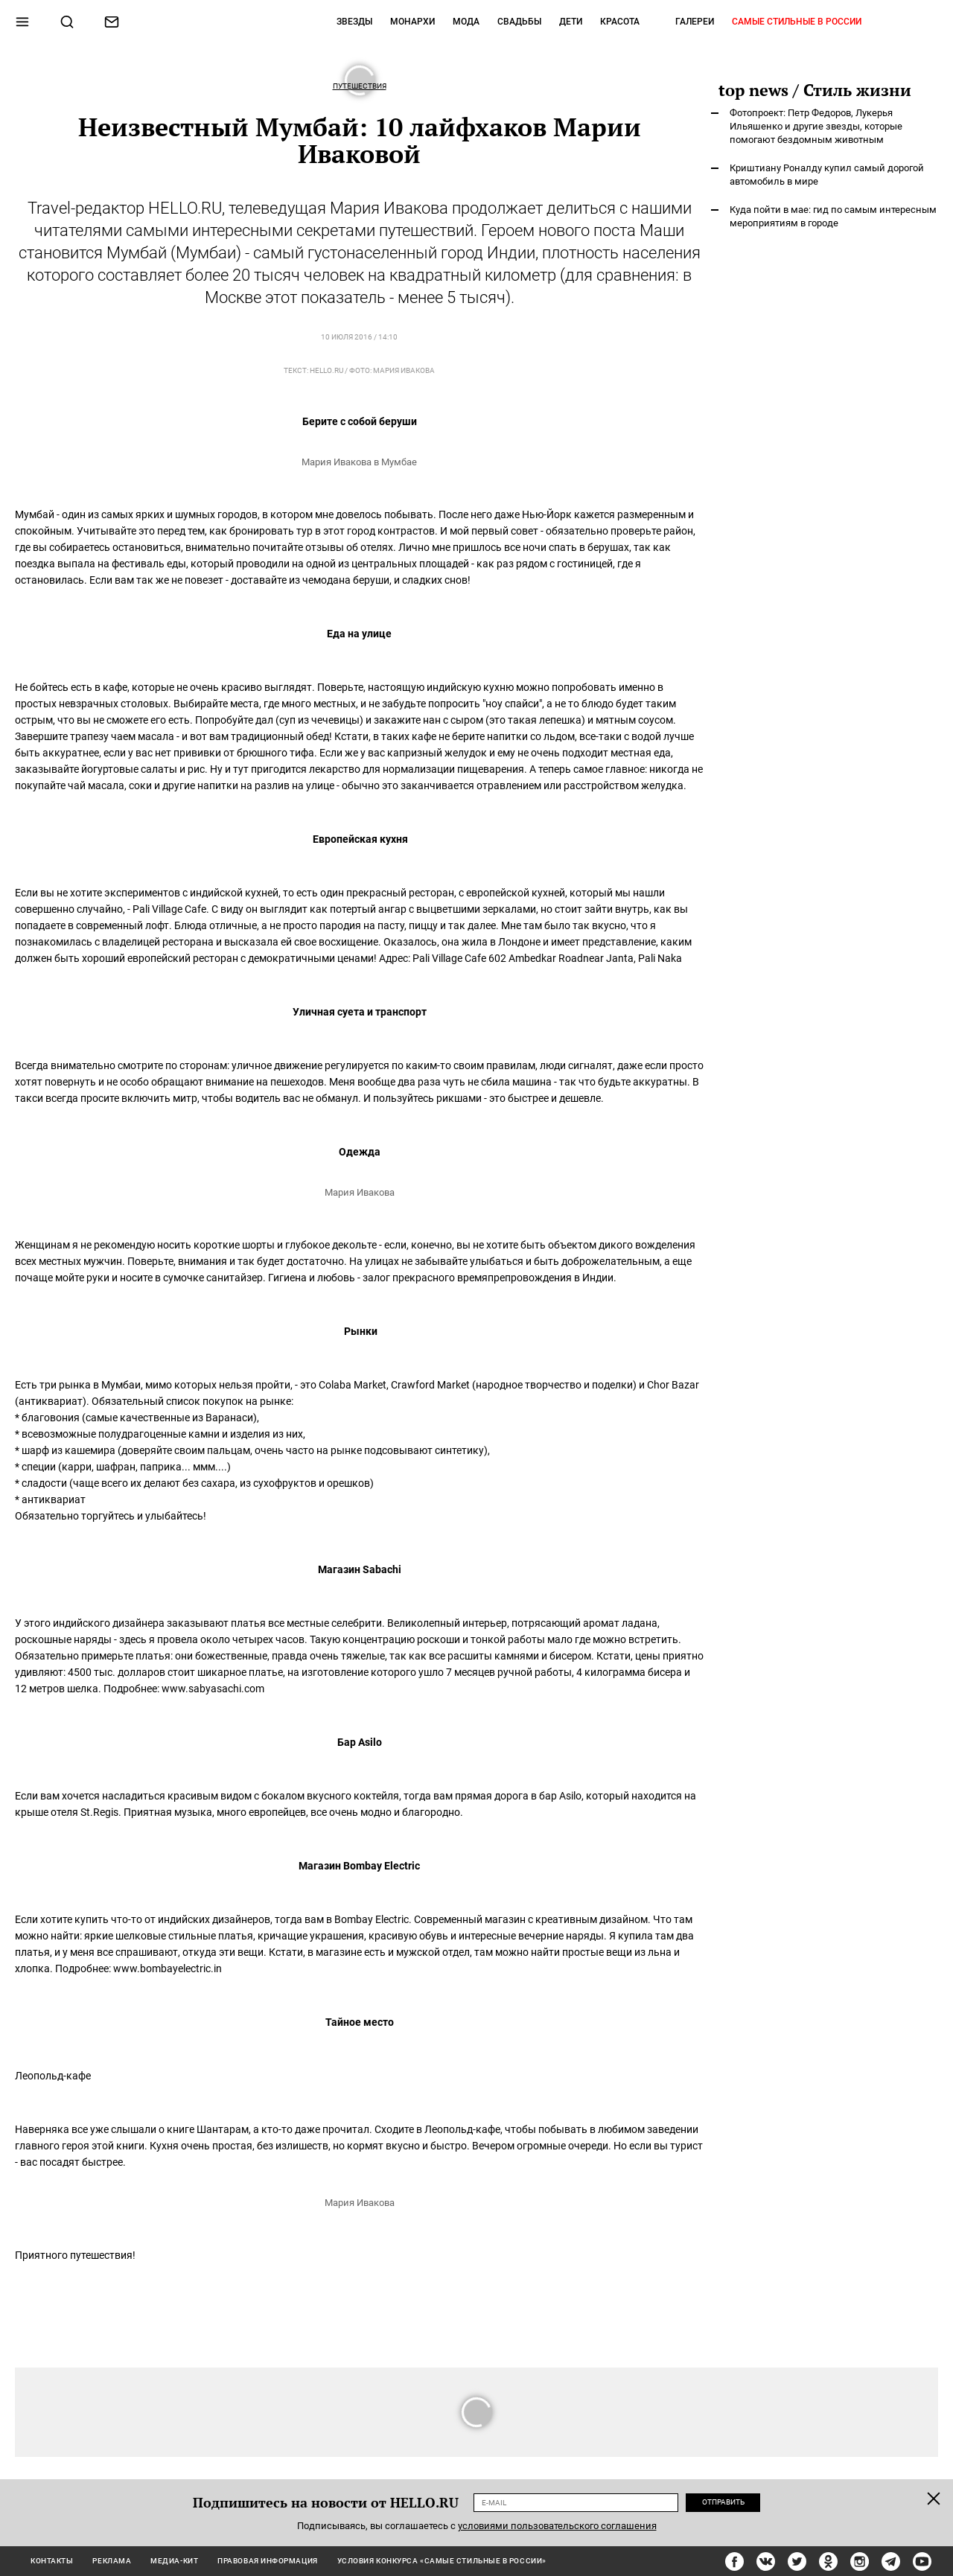 ЗВЕЗДЫ МОНАРХИ МОДА СВАДЬБЫ ДЕТИ КРАСОТА ГАЛЕРЕИ САМЫЕ СТИЛЬНЫЕ В РОССИИ
ПУТЕШЕСТВИЯ
Неизвестный Мумбай: 10 лайфхаков Марии
Иваковой
Travel-редактор HELLO.RU, телеведущая Мария Ивакова продолжает делиться с нашими
читателями самыми интересными секретами путешествий. Героем нового поста Маши
становится Мумбай (Мумбаи) - самый густонаселенный город Индии, плотность населения
которого составляет более 20 тысяч человек на квадратный километр (для сравнения: в
Москве этот показатель - менее 5 тысяч).
10 ИЮЛЯ 2016 / 14:10
ТЕКСТ: HELLO.RU / ФОТО: МАРИЯ ИВАКОВА
Берите с собой беруши
Мария Ивакова в Мумбае
Мумбай - один из самых ярких и шумных городов, в котором мне довелось побывать. После него даже Нью-Йорк кажется размеренным и
спокойным. Учитывайте это перед тем, как бронировать тур в этот город контрастов. И мой первый совет - обязательно проверьте район,
где вы собираетесь остановиться, внимательно почитайте отзывы об отелях. Лично мне пришлось все ночи спать в берушах, так как
поездка выпала на фестиваль еды, который проводили на одной из центральных площадей - как раз рядом с гостиницей, где я
остановилась. Если вам так же не повезет - доставайте из чемодана беруши, и сладких снов!
Еда на улице
Не бойтесь есть в кафе, которые не очень красиво выглядят. Поверьте, настоящую индийскую кухню можно попробовать именно в
простых невзрачных столовых. Выбирайте места, где много местных, и не забудьте попросить "ноу спайси", а не то блюдо будет таким
острым, что вы не сможете его есть. Попробуйте дал (суп из чечевицы) и закажите нан с сыром (это такая лепешка) и мятным соусом.
Завершите трапезу чаем масала - и вот вам традиционный обед! Кстати, в таких кафе не берите напитки со льдом, все-таки с водой лучше
быть аккуратнее, если у вас нет прививки от брюшного тифа. Если же у вас капризный желудок и ему не очень подходит местная еда,
заказывайте йогуртовые салаты и рис. Ну и тут пригодится лекарство для нормализации пищеварения. А теперь самое главное: никогда не
покупайте чай масала, соки и другие напитки на разлив на улице - обычно это заканчивается отравлением или расстройством желудка.
Европейская кухня
Если вы не хотите экспериментов с индийской кухней, то есть один прекрасный ресторан, с европейской кухней, который мы нашли
совершенно случайно, - Pali Village Cafe. С виду он выглядит как потертый ангар с выцветшими зеркалами, но стоит зайти внутрь, как вы
попадаете в современный лофт. Блюда отличные, а не просто пародия на пасту, пиццу и так далее. Мне там было так вкусно, что я
познакомилась с владелицей ресторана и высказала ей свое восхищение. Оказалось, она жила в Лондоне и имеет представление, каким
должен быть хороший европейский ресторан с демократичными ценами! Адрес: Pali Village Cafe 602 Ambedkar Roadnear Janta, Pali Naka
Уличная суета и транспорт
Всегда внимательно смотрите по сторонам: уличное движение регулируется по каким-то своим правилам, люди сигналят, даже если просто
хотят повернуть и не особо обращают внимание на пешеходов. Меня вообще два раза чуть не сбила машина - так что будьте аккуратны. В
такси всегда просите включить митр, чтобы водитель вас не обманул. И пользуйтесь рикшами - это быстрее и дешевле.
Одежда
Мария Ивакова
Женщинам я не рекомендую носить короткие шорты и глубокое декольте - если, конечно, вы не хотите быть объектом дикого вожделения
всех местных мужчин. Поверьте, внимания и так будет достаточно. На улицах не забывайте улыбаться и быть доброжелательным, а еще
почаще мойте руки и носите в сумочке санитайзер. Гигиена и любовь - залог прекрасного времяпрепровождения в Индии.
Рынки
Есть три рынка в Мумбаи, мимо которых нельзя пройти, - это Colaba Market, Crawford Market (народное творчество и поделки) и Chor Bazar
(антиквариат). Обязательный список покупок на рынке:
* благовония (самые качественные из Варанаси),
* всевозможные полудрагоценные камни и изделия из них,
* шарф из кашемира (доверяйте своим пальцам, очень часто на рынке подсовывают синтетику),
* специи (карри, шафран, паприка... ммм....)
* сладости (чаще всего их делают без сахара, из сухофруктов и орешков)
* антиквариат
Обязательно торгуйтесь и улыбайтесь!
Магазин Sabachi
У этого индийского дизайнера заказывают платья все местные селебрити. Великолепный интерьер, потрясающий аромат ладана,
роскошные наряды - здесь я провела около четырех часов. Такую концентрацию роскоши и тонкой работы мало где можно встретить.
Обязательно примерьте платья: они божественные, правда очень тяжелые, так как все расшиты камнями и бисером. Кстати, цены приятно
удивляют: 4500 тыс. долларов стоит шикарное платье, на изготовление которого ушло 7 месяцев ручной работы, 4 килограмма бисера и
12 метров шелка. Подробнее: www.sabyasachi.com
Бар Asilo
Если вам хочется насладиться красивым видом с бокалом вкусного коктейля, тогда вам прямая дорога в бар Asilo, который находится на
крыше отеля St.Regis. Приятная музыка, много европейцев, все очень модно и благородно.
Магазин Bombay Electric
Если хотите купить что-то от индийских дизайнеров, тогда вам в Bombay Electric. Современный магазин с креативным дизайном. Что там
можно найти: яркие шелковые стильные платья, кричащие украшения, красивую обувь и интересные вечерние наряды. Я купила там два
платья, и у меня все спрашивают, откуда эти вещи. Кстати, в магазине есть и мужской отдел, там можно найти простые вещи из льна и
хлопка. Подробнее: www.bombayelectric.in
Тайное место
Леопольд-кафе
Наверняка все уже слышали о книге Шантарам, а кто-то даже прочитал. Сходите в Леопольд-кафе, чтобы побывать в любимом заведении
главного героя этой книги. Кухня очень простая, без излишеств, но кормят вкусно и быстро. Вечером огромные очереди. Но если вы турист
- вас посадят быстрее.
Мария Ивакова
Приятного путешествия!
top news / Стиль жизни
Фотопроект: Петр Федоров, Лукерья
Ильяшенко и другие звезды, которые
помогают бездомным животным
Криштиану Роналду купил самый дорогой
автомобиль в мире
Куда пойти в мае: гид по самым интересным
мероприятиям в городе
Подпишитесь на новости от HELLO.RU E-MAIL ОТПРАВИТЬ
Подписываясь, вы соглашаетесь с условиями пользовательского соглашения
КОНТАКТЫ РЕКЛАМА МЕДИА-КИТ ПРАВОВАЯ ИНФОРМАЦИЯ УСЛОВИЯ КОНКУРСА «САМЫЕ СТИЛЬНЫЕ В РОССИИ»